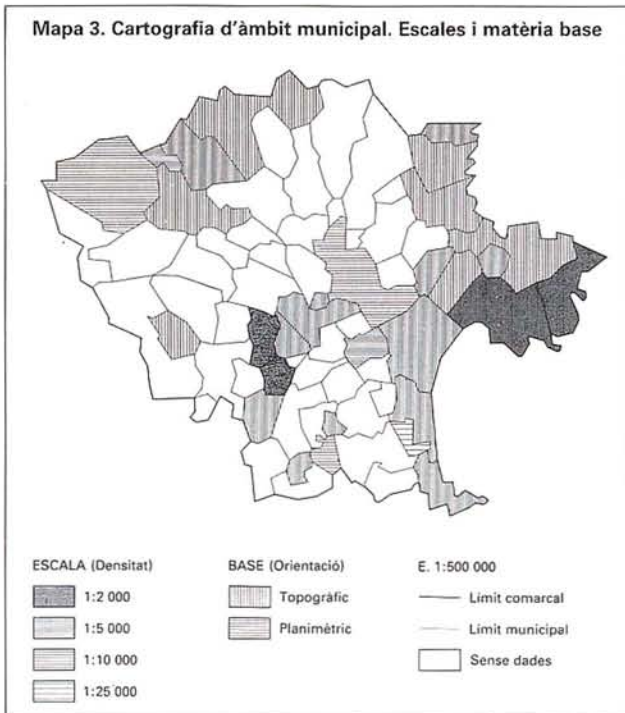 Mapa 3. Cartografia d'àmbit municipal. Escales i matèria base
ESCALA (Densitat)
1:2 000
1:5 000
1:10 000
1:25 000
BASE (Orientació)
Topogràfic
Planimètric
E. 1:500 000
Límit comarcal
Límit municipal
Sense dades